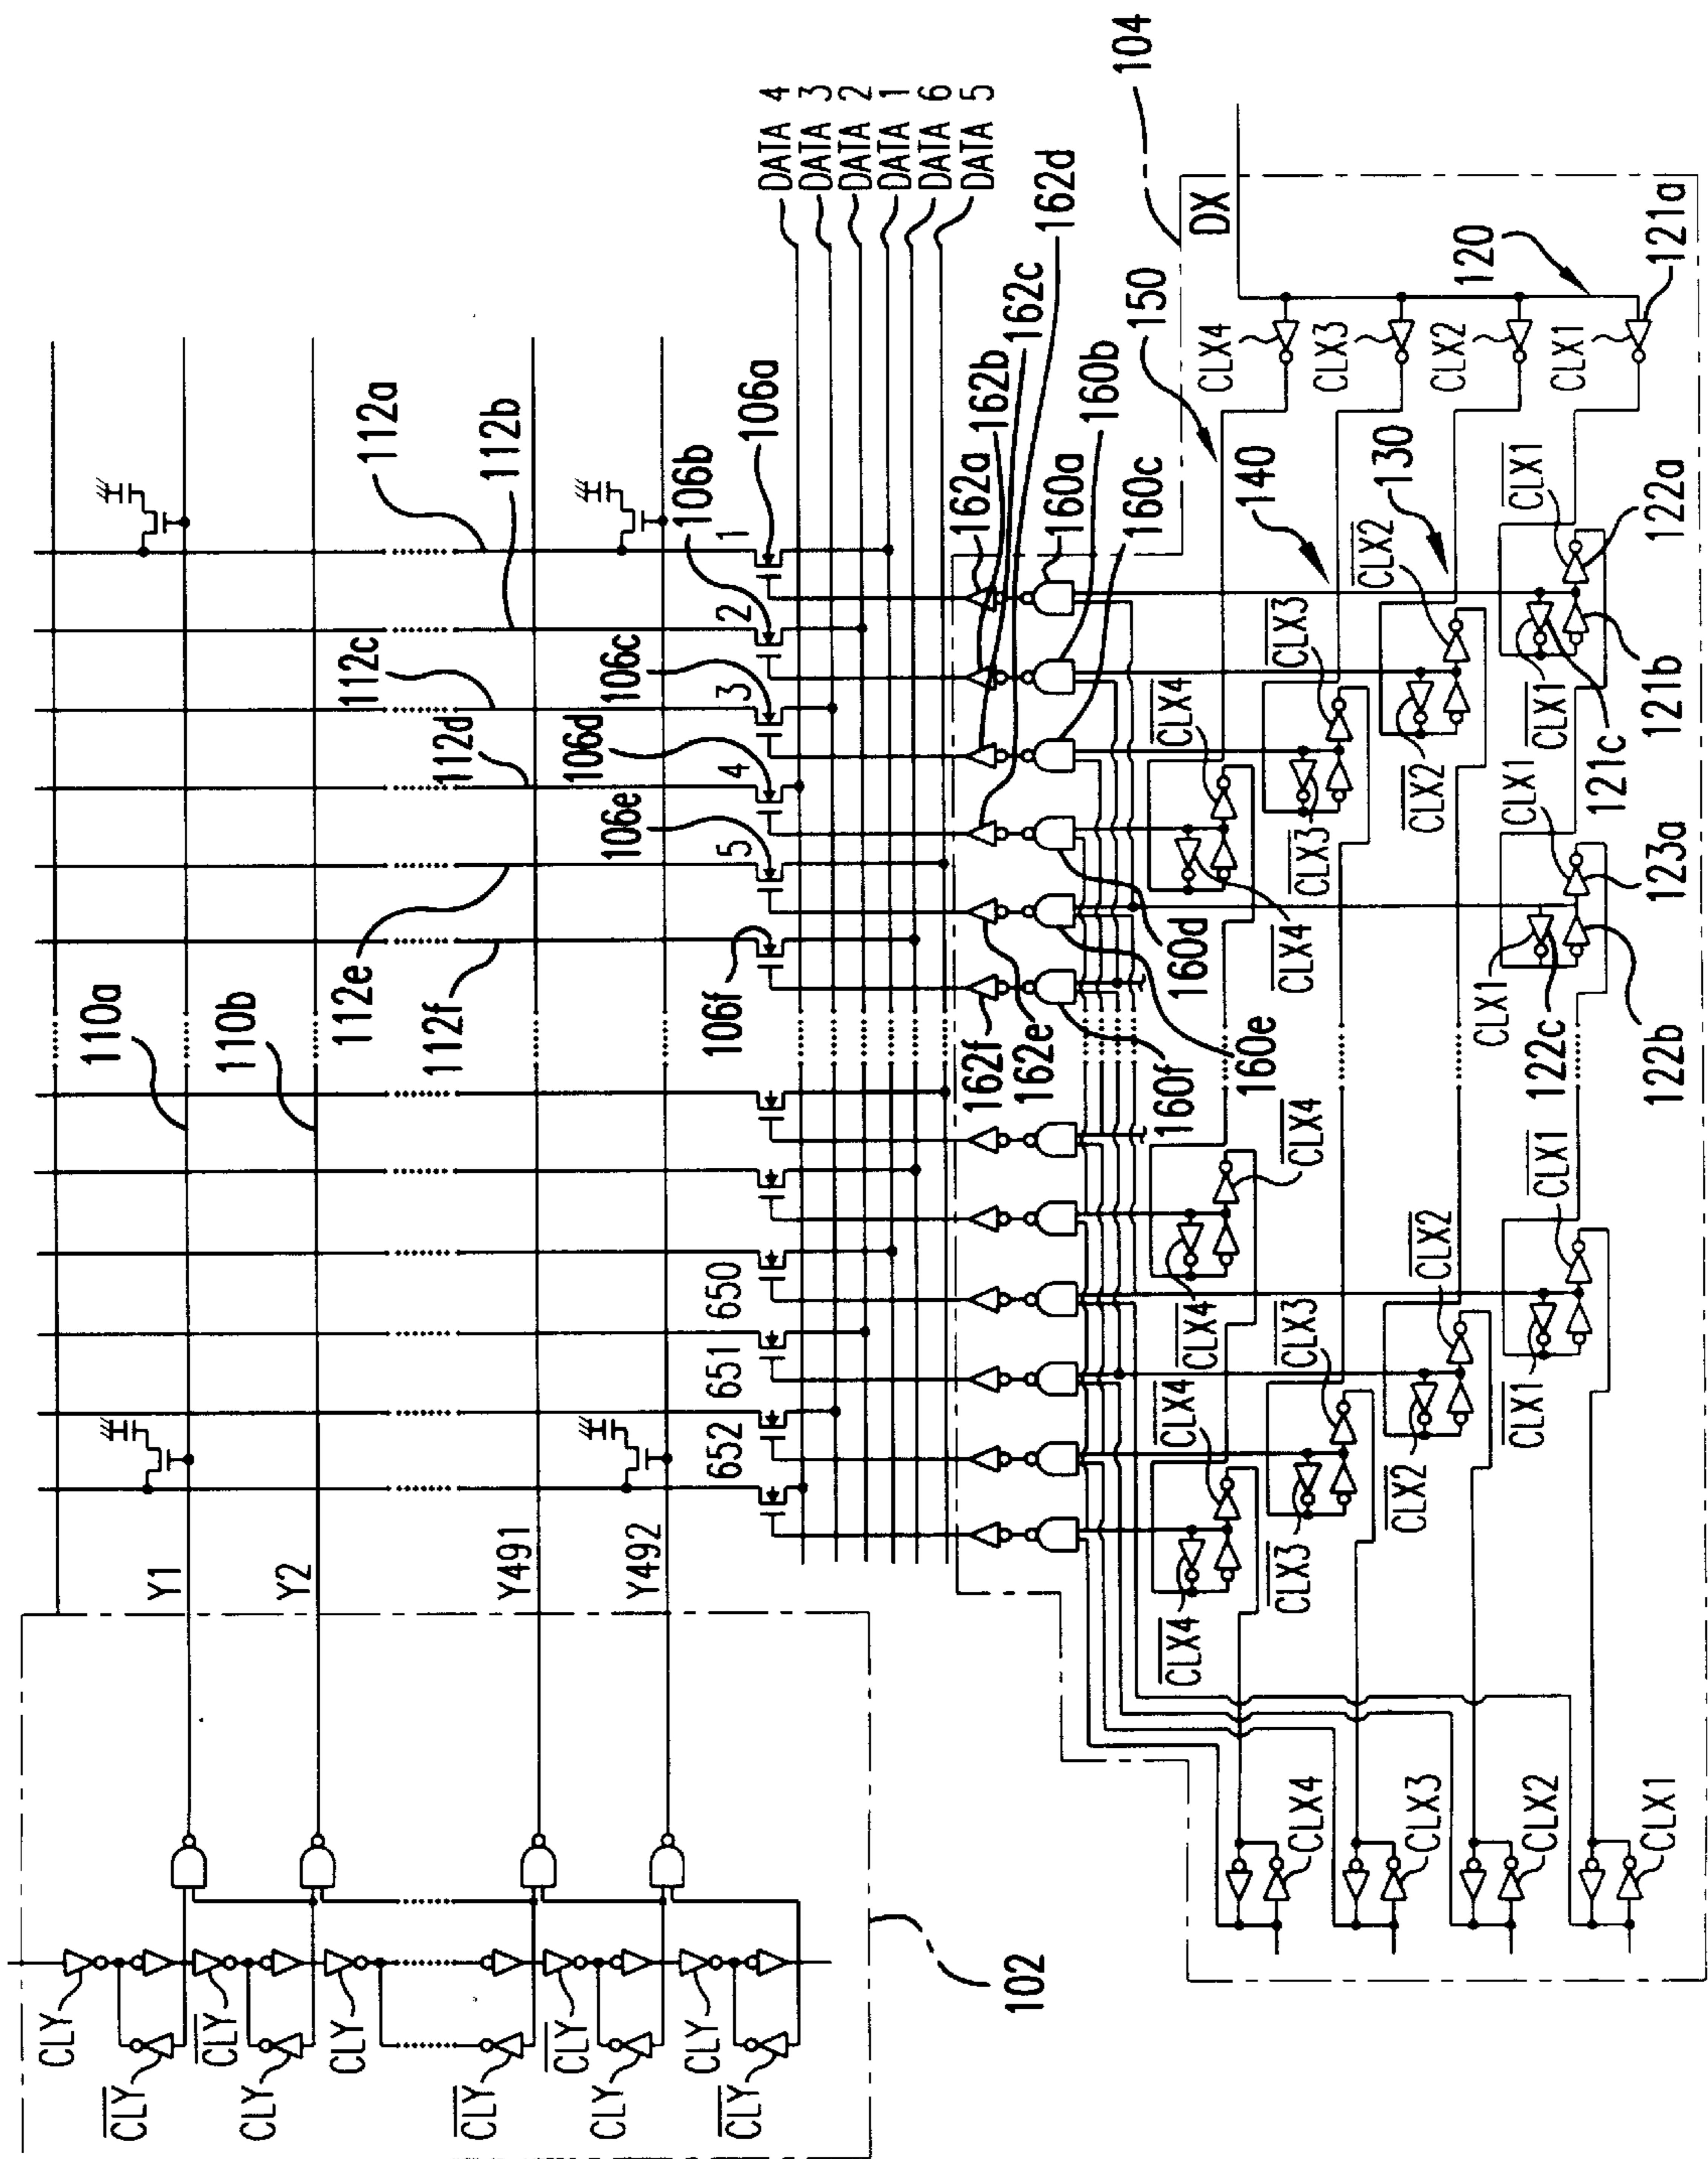 104
DATA 4
DATA 3
DATA 2
DATA 1
DATA 6
DATA 5
162d
DX
121a
120
162c
150
162b
160b
CLX4
CLX3
CLX2
CLX1
112a
112b
106a
106b
162a
160a
160c
140
130
CLX1
122a
1
CLX2
112c
106c
2
CLX3
CLX1
121b
112d
106d
3
CLX4
CLX2
121c
106e
4
CLX3
CLX1
123a
5
CLX4
160d
CLX1
122c
122b
110a
110b
112e
112f
106f
162f
162e
160f
160e
CLX4
CLX1
650
CLX4
CLX2
651
CLX3
CLX1
652
CLX4
CLX2
CLX3
CLX4
Y1
Y2
Y491
Y492
CLX4
CLX3
CLX2
CLX1
102
CLY
CLY
CLY
CLY
CLY
CLY
CLY
CLY
CLY
CLY